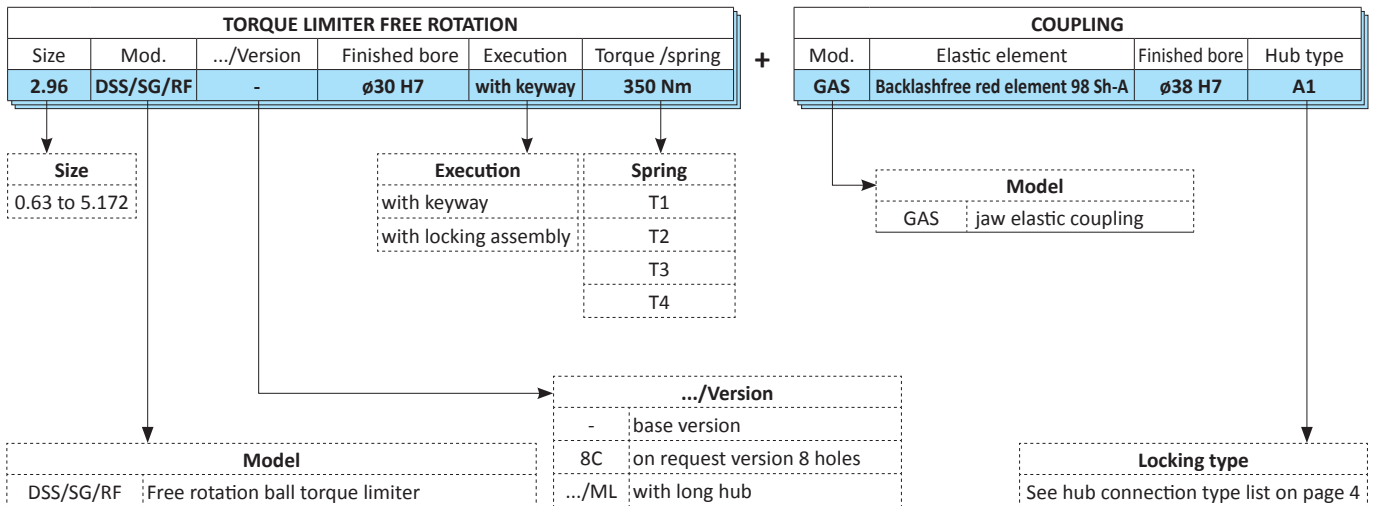 TORQUE LIMITER FREE ROTATION
Size Mod. .../Version Finished bore Execution Torque /spring
2.96 DSS/SG/RF - ø30 H7 with keyway 350 Nm
+
COUPLING
Mod. Elastic element Finished bore Hub type
GAS Backlashfree red element 98 Sh-A ø38 H7 A1
Size
0.63 to 5.172
Execution
with keyway
with locking assembly
Spring
T1
T2
T3
T4
Model
GAS jaw elastic coupling
.../Version
- base version
8C on request version 8 holes
.../ML with long hub
Model
DSS/SG/RF Free rotation ball torque limiter
Locking type
See hub connection type list on page 4